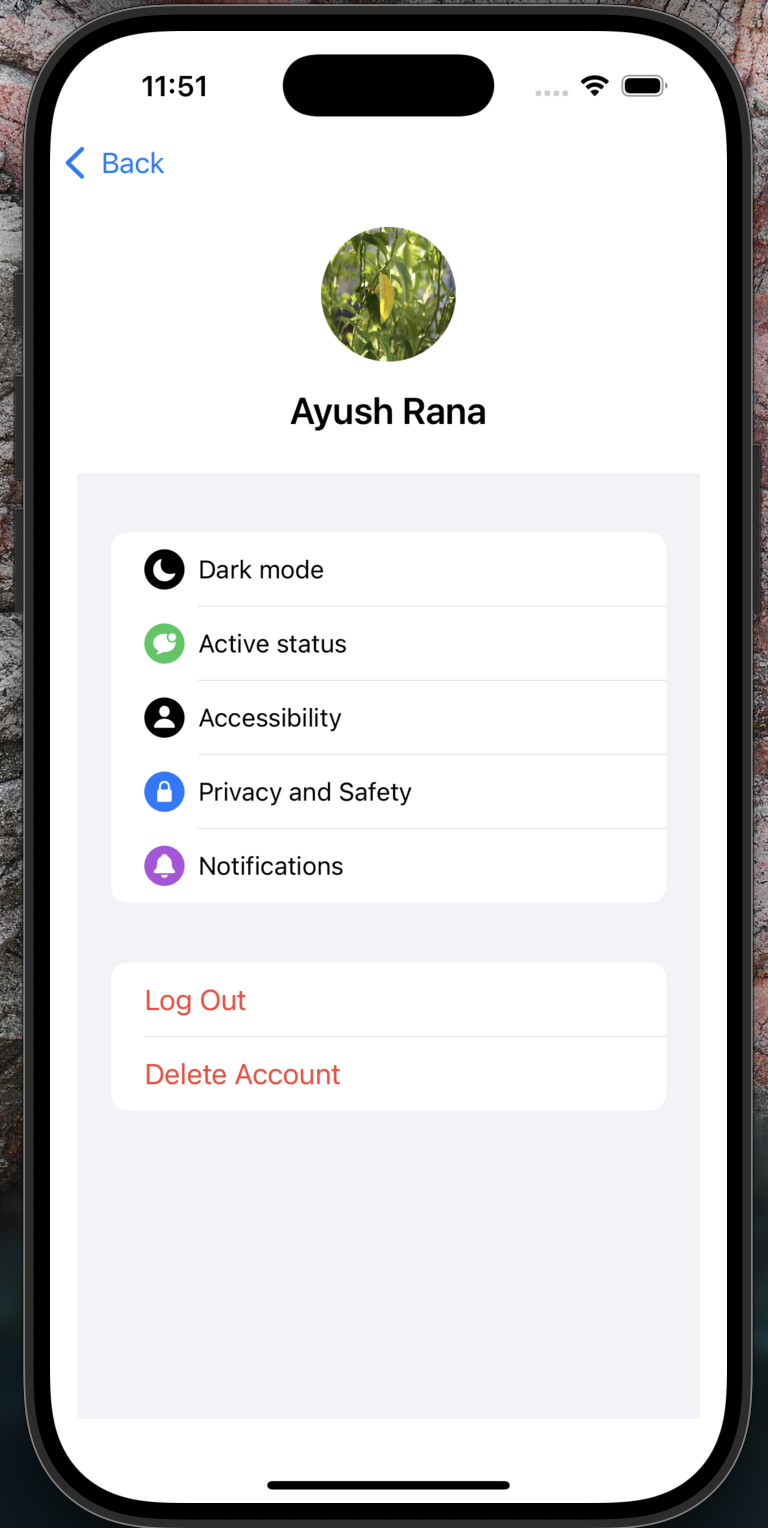 11:51
Back
Ayush Rana
Dark mode
Active status
Accessibility
Privacy and Safety
Notifications
Log Out
Delete Account